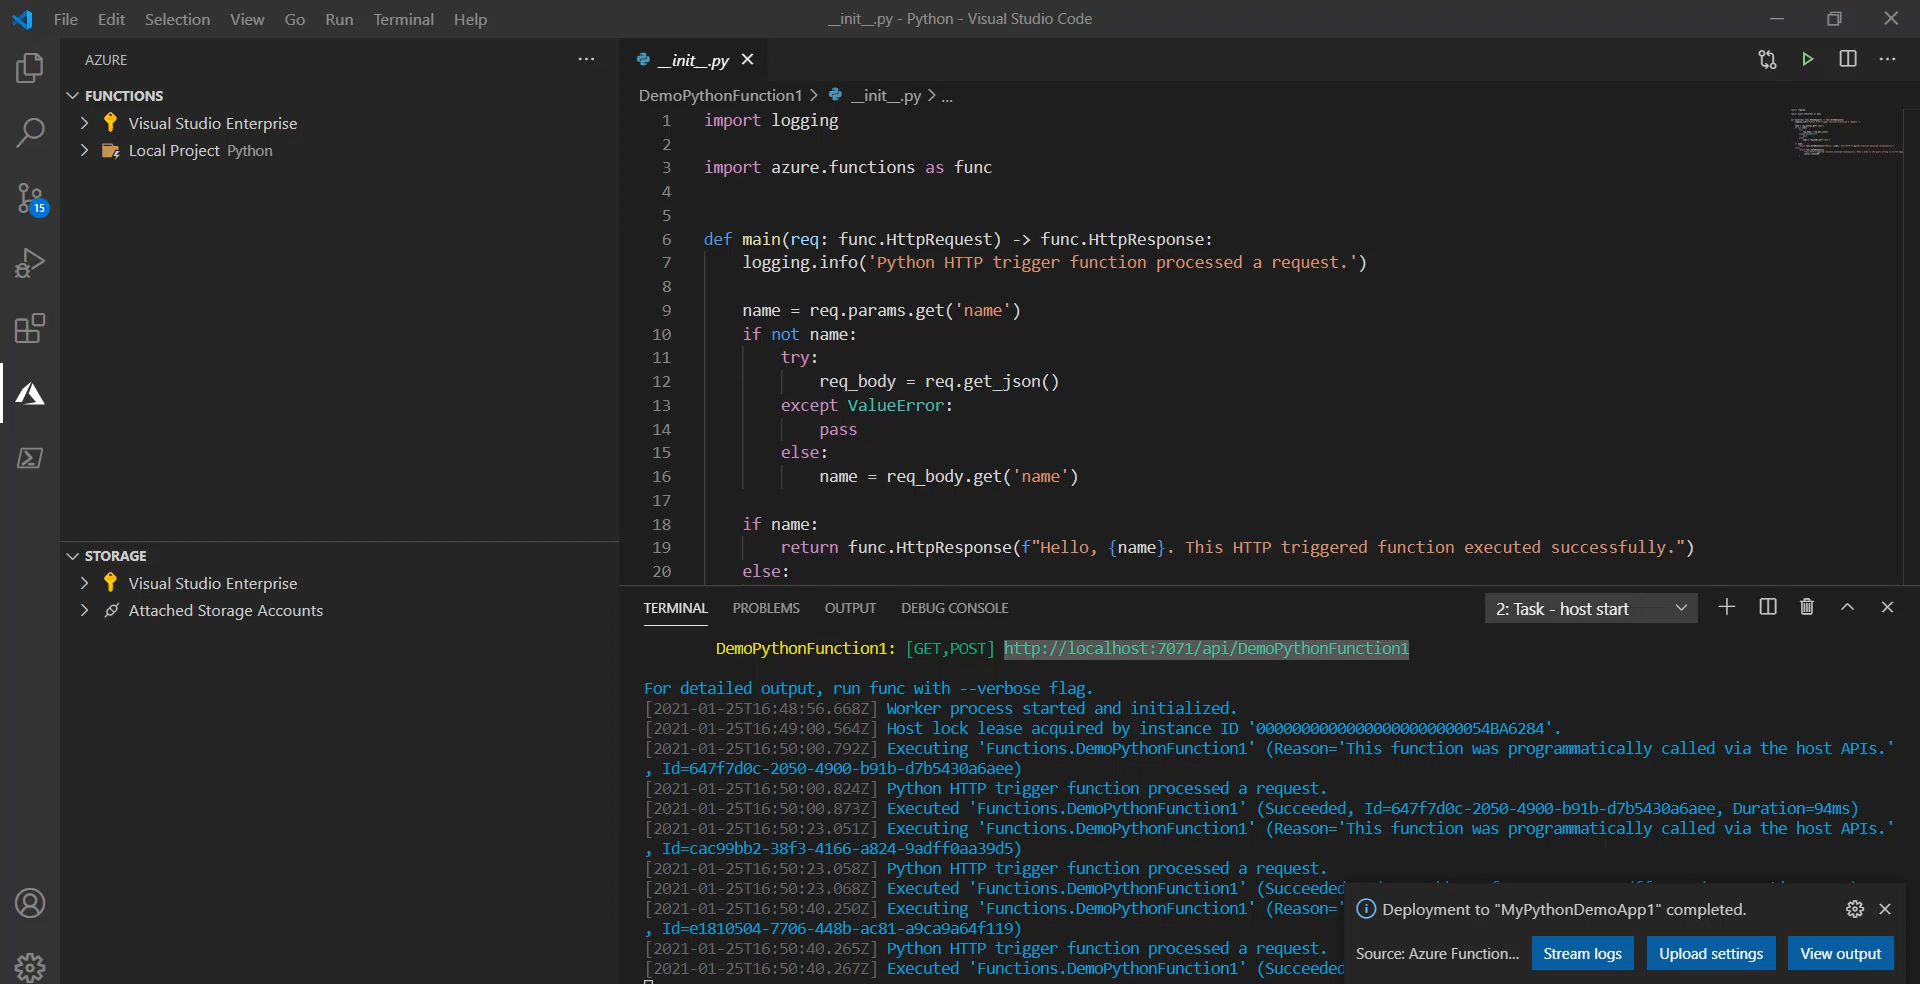 File Edit Selection View Go Run Terminal Help
__init__.py - Python - Visual Studio Code
AZURE
FUNCTIONS
Visual Studio Enterprise
Local Project Python
15
STORAGE
Visual Studio Enterprise
Attached Storage Accounts
__init__.py
DemoPythonFunction1 > __init__.py > ...
1 import logging
2
3 import azure.functions as func
4
5
6 def main(req: func.HttpRequest) -> func.HttpResponse:
7 logging.info('Python HTTP trigger function processed a request.')
8
9 name = req.params.get('name')
10 if not name:
11 try:
12 req_body = req.get_json()
13 except ValueError:
14 pass
15 else:
16 name = req_body.get('name')
17
18 if name:
19 return func.HttpResponse(f"Hello, {name}. This HTTP triggered function executed successfully.")
20 else:
TERMINAL PROBLEMS OUTPUT DEBUG CONSOLE
2: Task - host start
DemoPythonFunction1: [GET,POST] http://localhost:7071/api/DemoPythonFunction1
For detailed output, run func with --verbose flag.
[2021-01-25T16:48:56.668Z] Worker process started and initialized.
[2021-01-25T16:49:00.564Z] Host lock lease acquired by instance ID '00000000000000000000000054BA6284'.
[2021-01-25T16:50:00.792Z] Executing 'Functions.DemoPythonFunction1' (Reason='This function was programmatically called via the host APIs.'
, Id=647f7d0c-2050-4900-b91b-d7b5430a6aee)
[2021-01-25T16:50:00.824Z] Python HTTP trigger function processed a request.
[2021-01-25T16:50:00.873Z] Executed 'Functions.DemoPythonFunction1' (Succeeded, Id=647f7d0c-2050-4900-b91b-d7b5430a6aee, Duration=94ms)
[2021-01-25T16:50:23.051Z] Executing 'Functions.DemoPythonFunction1' (Reason='This function was programmatically called via the host APIs.'
, Id=cac99bb2-38f3-4166-a824-9adff0aa39d5)
[2021-01-25T16:50:23.058Z] Python HTTP trigger function processed a request.
[2021-01-25T16:50:23.068Z] Executed 'Functions.DemoPythonFunction1' (Succeeded
[2021-01-25T16:50:40.250Z] Executing 'Functions.DemoPythonFunction1' (Reason='
, Id=e1810504-7706-448b-ac81-a9ca9a64f119)
[2021-01-25T16:50:40.265Z] Python HTTP trigger function processed a request.
[2021-01-25T16:50:40.267Z] Executed 'Functions.DemoPythonFunction1' (Succeeded
Deployment to "MyPythonDemoApp1" completed.
Source: Azure Function...
Stream logs
Upload settings
View output